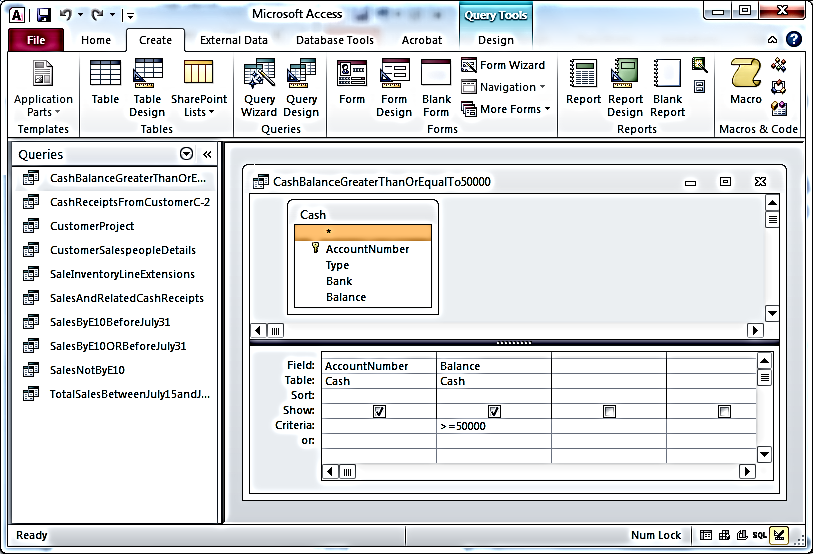 A
Microsoft Access
Query Tools
File
Home
Create
External Data
Database Tools
Acrobat
Design
Application
Parts
Templates
Table
Table
Design
SharePoint
Lists
Tables
Query
Wizard
Query
Design
Queries
Form
Form
Design
Blank
Form
Form Wizard
Navigation
More Forms
Forms
Report
Report
Design
Blank
Report
Reports
Macro
Macros & Code
Queries
CashBalanceGreaterThanOrE...
CashReceiptsFromCustomerC-2
CustomerProject
CustomerSalespeopleDetails
SaleInventoryLineExtensions
SalesAndRelatedCashReceipts
SalesByE10BeforeJuly31
SalesByE10ORBeforeJuly31
SalesNotByE10
TotalSalesBetweenJuly15andJ...
CashBalanceGreaterThanOrEqualTo50000
Cash
*
AccountNumber
Type
Bank
Balance
Field: AccountNumber Balance
Table: Cash Cash
Sort:
Show:
Criteria: >=50000
or:
Ready
Num Lock
SQL